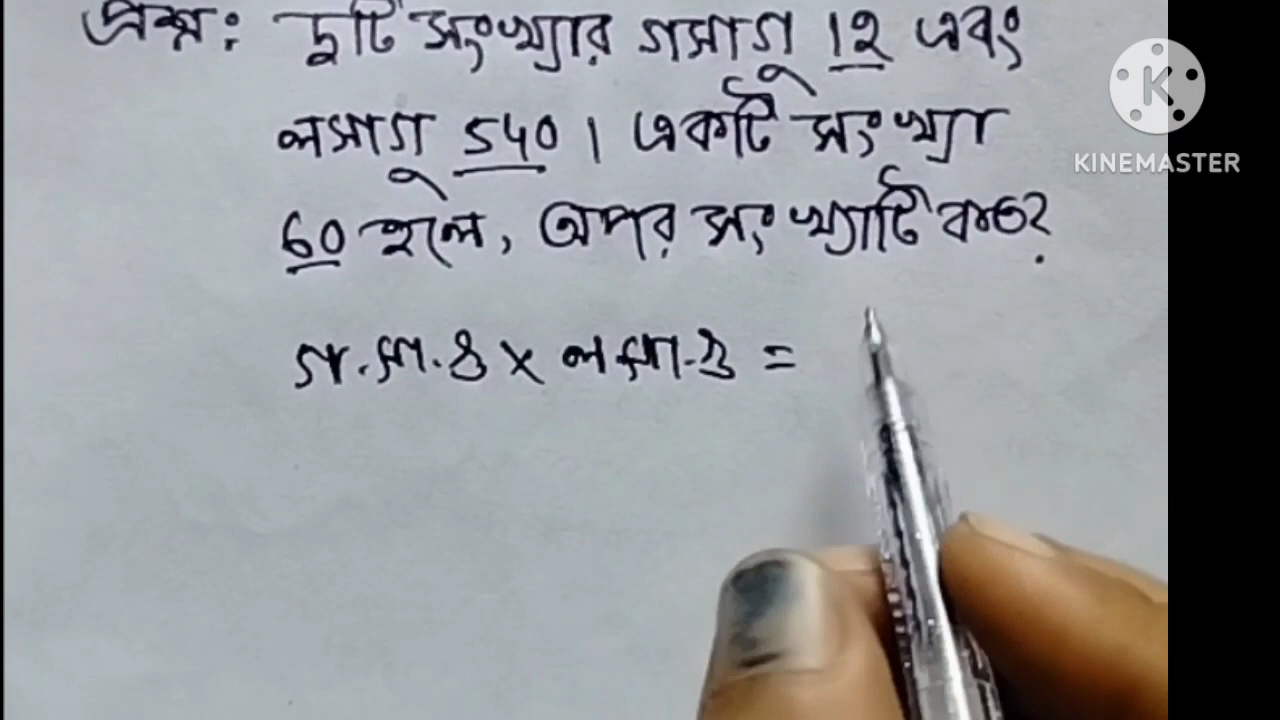 প্রশ্ন: দুটি সংখ্যার গসাগু 12 এবং
লসাগু 540। একটি সংখ্যা
60 হলে, অপর সংখ্যাটি কত?
গ.সা.গু × ল সা.গু =
K
KINEMASTER